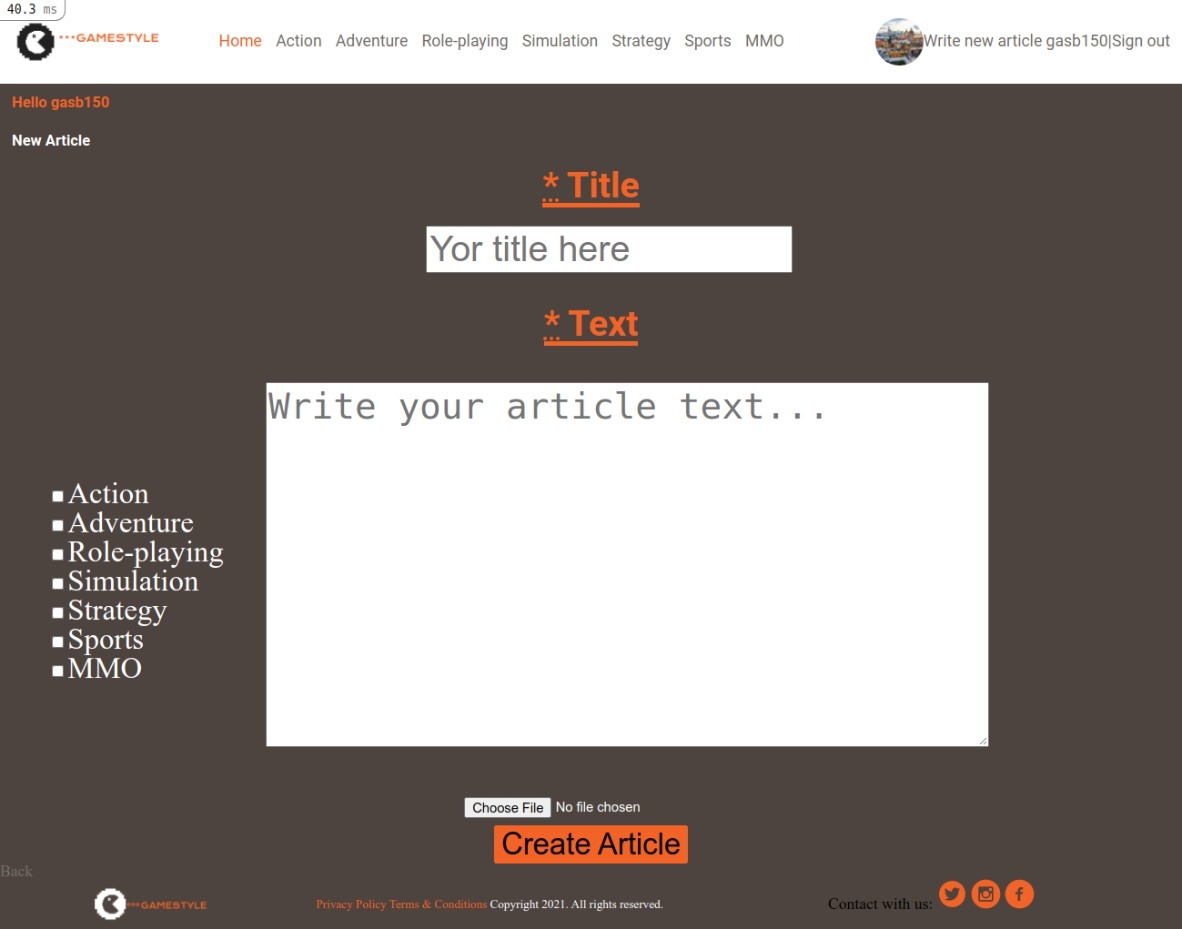 40.3 ms
GAMESTYLE
Home Action Adventure Role-playing Simulation Strategy Sports MMO
Write new article gasb150|Sign out
Hello gasb150
New Article
* Title
Yor title here
* Text
Write your article text...
Action
Adventure
Role-playing
Simulation
Strategy
Sports
MMO
Choose File No file chosen
Create Article
Back
GAMESTYLE
Privacy Policy Terms & Conditions Copyright 2021. All rights reserved.
Contact with us: